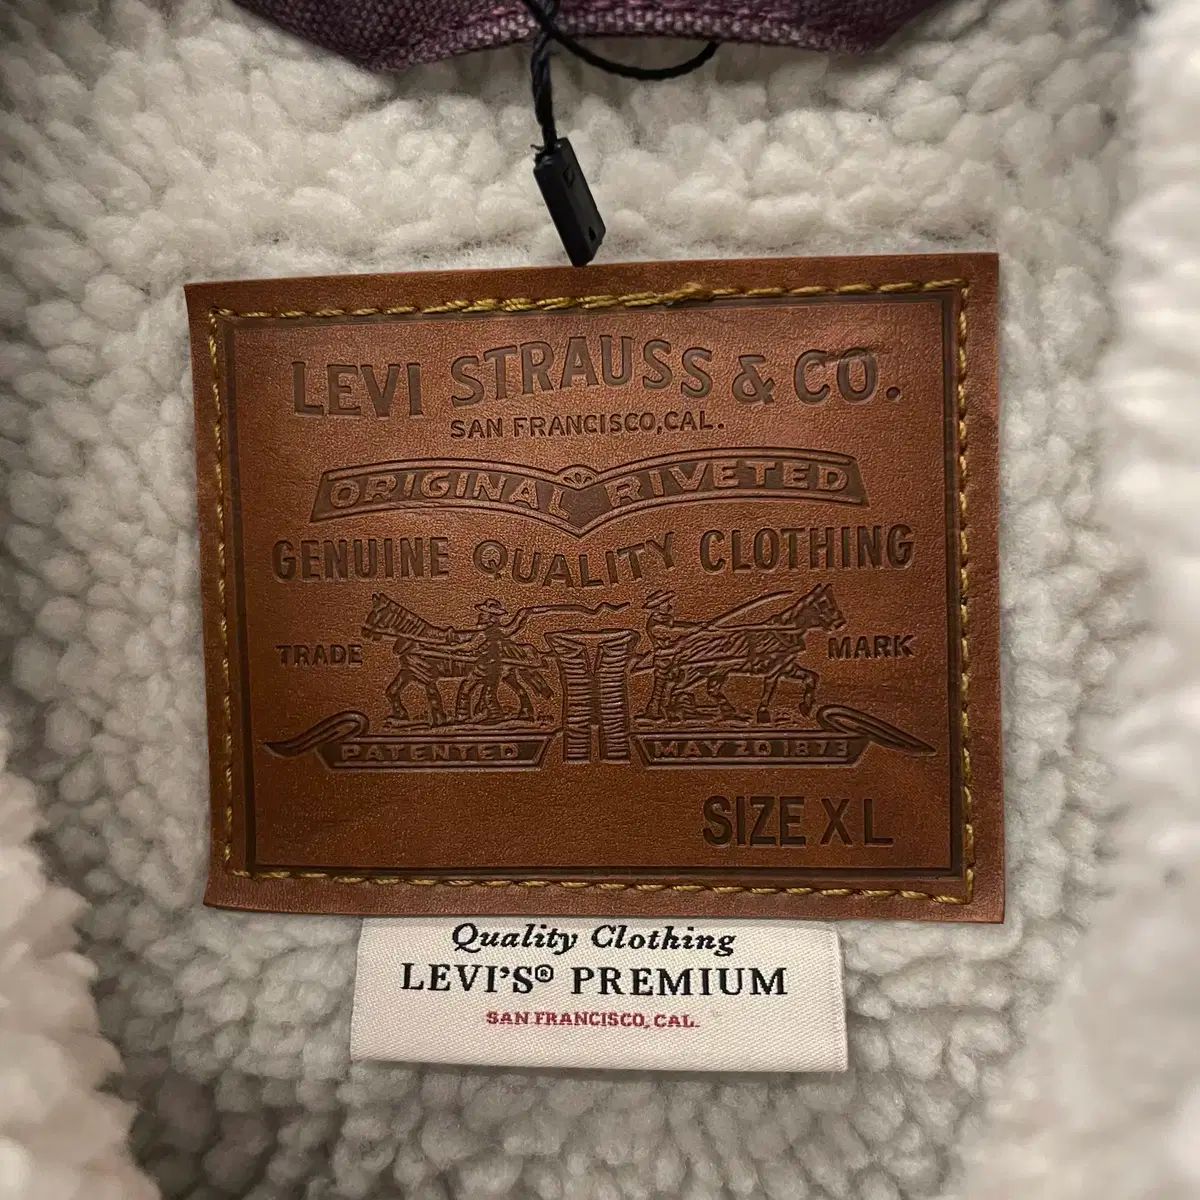 LEVI STRAUSS & CO.
SAN FRANCISCO, CAL.
ORIGINAL RIVETED
GENUINE QUALITY CLOTHING
TRADE MARK
PATENTED MAY 20 1873
SIZE XL
Quality Clothing
LEVI'S® PREMIUM
SAN FRANCISCO, CAL.